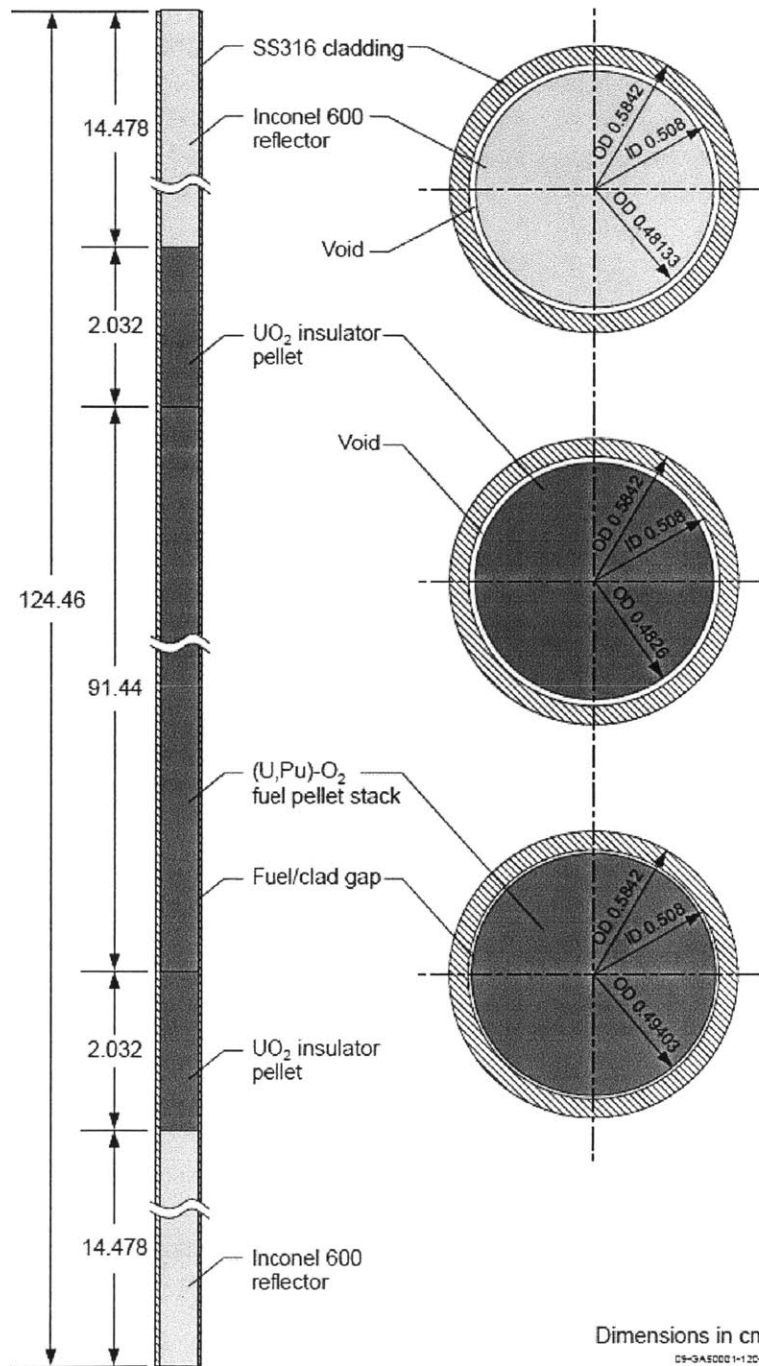 SS316 cladding
14.478
Inconel 600
reflector
OD 0.5842
ID 0.508
OD 0.48133
Void
2.032
UO₂ insulator
pellet
Void
OD 0.5842
ID 0.508
OD 0.4826
124.46
91.44
(U,Pu)-O₂
fuel pellet stack
Fuel/clad gap
OD 0.5842
ID 0.508
OD 0.49403
2.032
UO₂ insulator
pellet
14.478
Inconel 600
reflector
Dimensions in cm